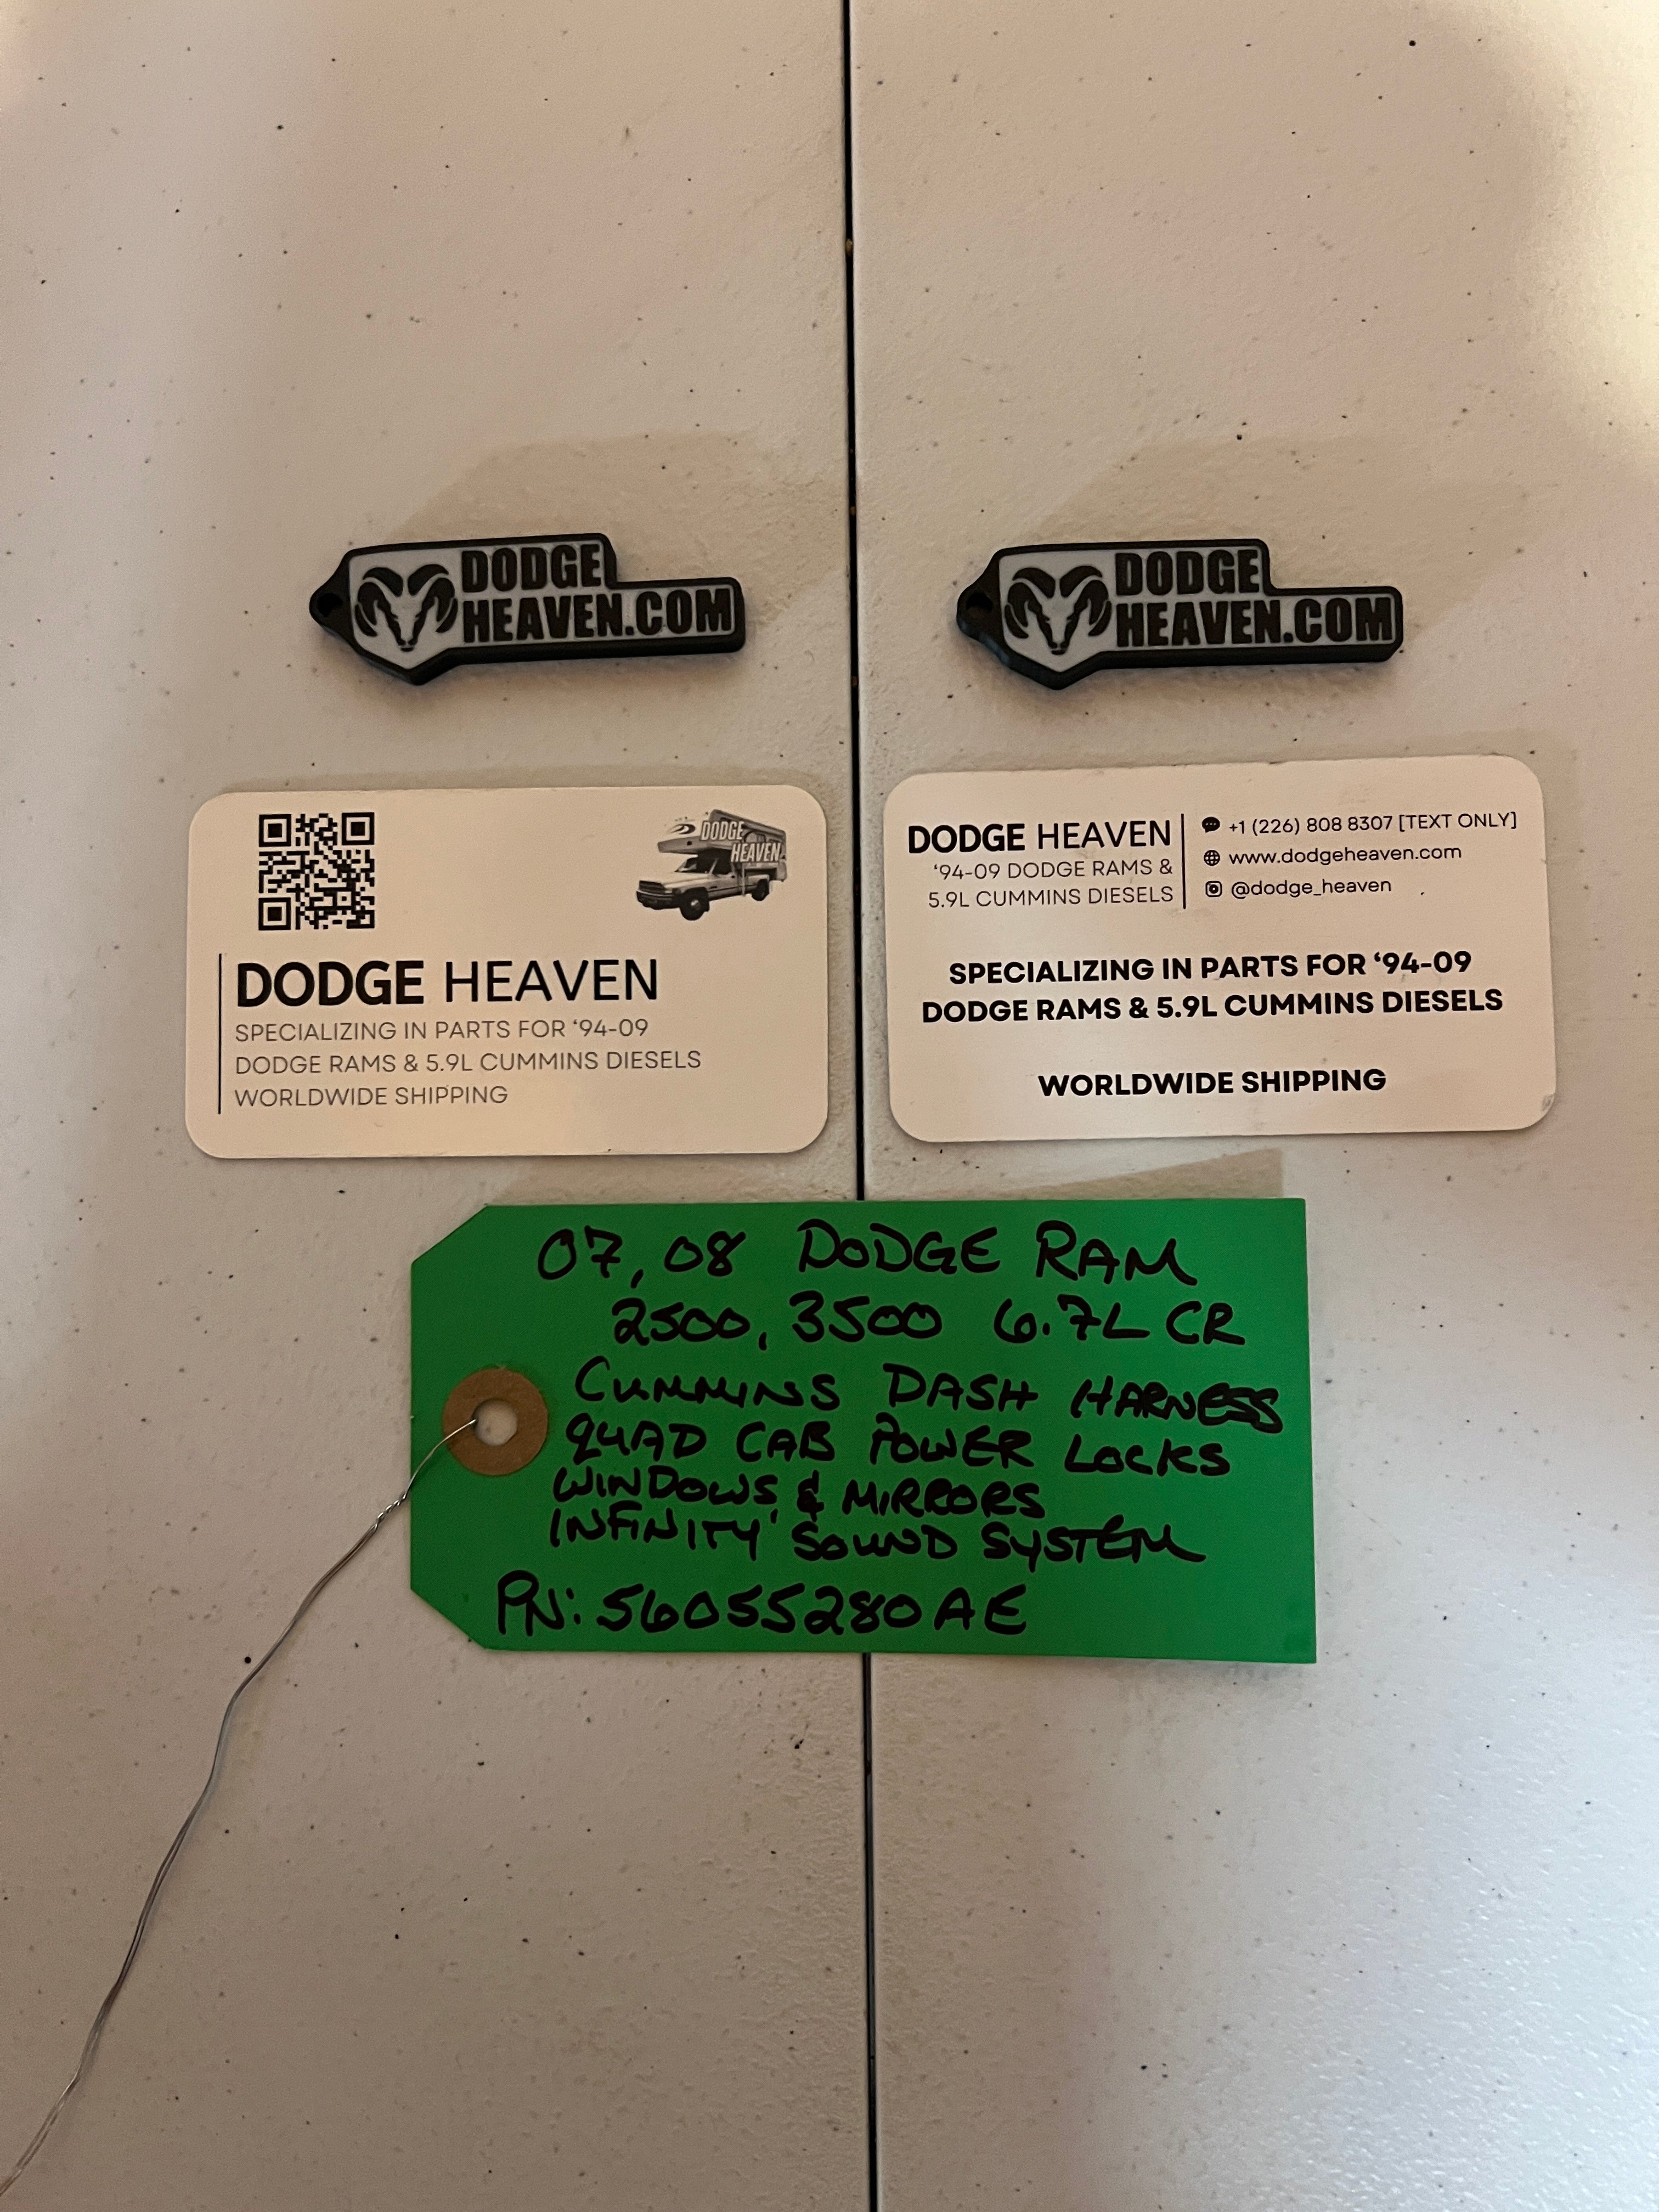 DODGE
HEAVEN.COM
DODGE
HEAVEN.COM
DODGE
HEAVEN
DODGE HEAVEN
SPECIALIZING IN PARTS FOR ‘94-09
DODGE RAMS & 5.9L CUMMINS DIESELS
WORLDWIDE SHIPPING
DODGE HEAVEN
‘94-09 DODGE RAMS &
5.9L CUMMINS DIESELS
+1 (226) 808 8307 [TEXT ONLY]
www.dodgeheaven.com
@dodge_heaven
SPECIALIZING IN PARTS FOR ‘94-09
DODGE RAMS & 5.9L CUMMINS DIESELS
WORLDWIDE SHIPPING
07, 08 DODGE RAM
2500, 3500 6.7L CR
CUMMINS DASH HARNESS
QUAD CAB POWER LOCKS
WINDOWS & MIRRORS
INFINITY SOUND SYSTEM
PN: 56055280AE